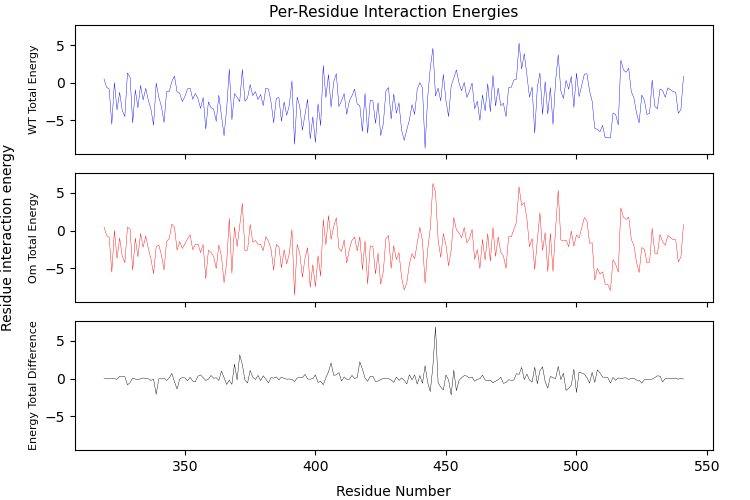 Per-Residue Interaction Energies
Residue interaction energy
WT Total Energy
5
0
−5
Om Total Energy
5
0
−5
Energy Total Difference
5
0
−5
350 400 450 500 550
Residue Number